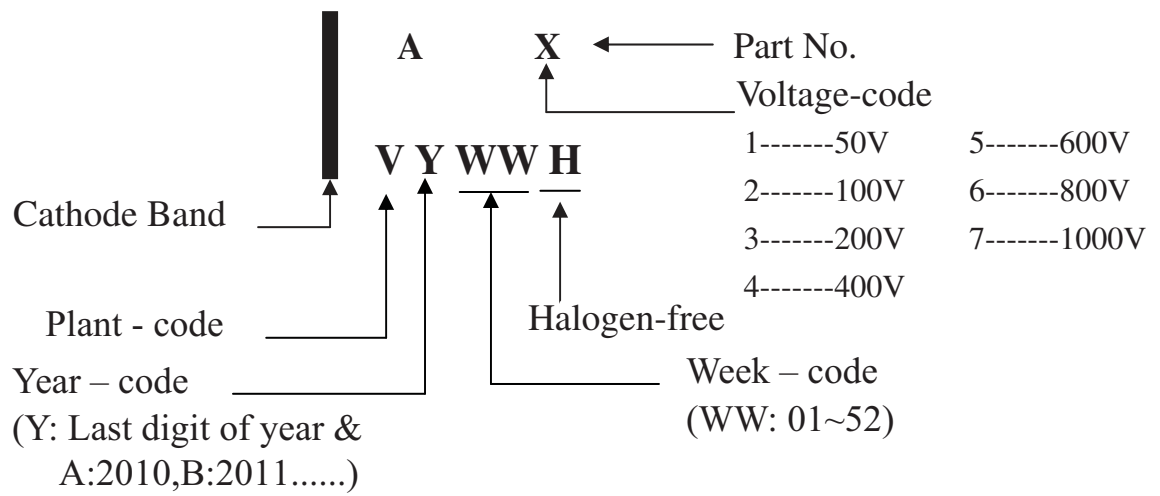 A X Part No.
Voltage-code
1-------50V 5-------600V
V Y WW H
2-------100V 6-------800V
Cathode Band
3-------200V 7-------1000V
4-------400V
Plant - code
Halogen-free
Year – code
Week – code
(Y: Last digit of year &
(WW: 01~52)
A:2010,B:2011......)